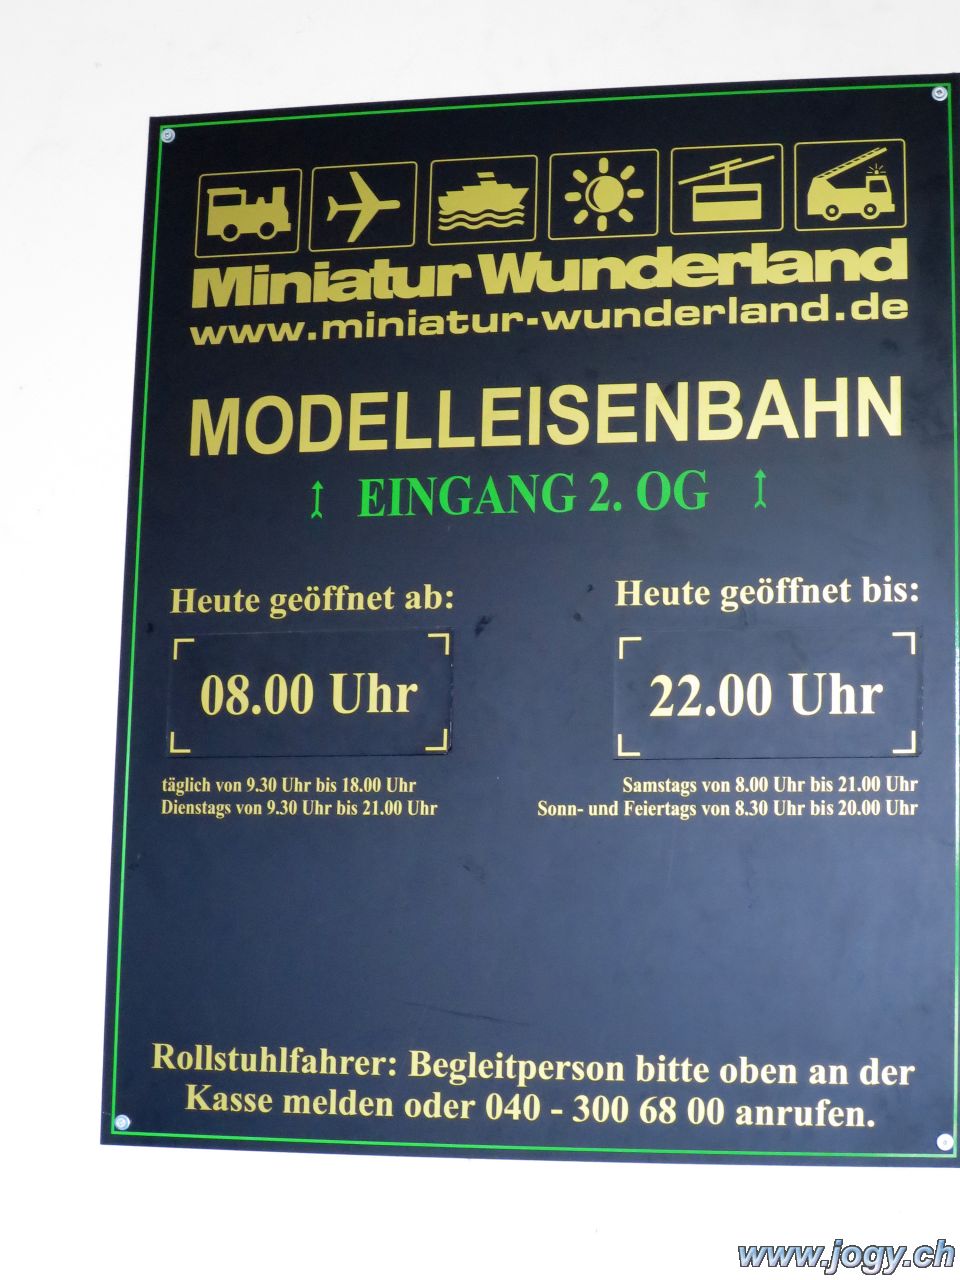 Miniatur Wunderland
www.miniatur-wunderland.de
MODELLEISENBAHN
↑ EINGANG 2. OG ↑
Heute geöffnet ab:
08.00 Uhr
täglich von 9.30 Uhr bis 18.00 Uhr
Dienstags von 9.30 Uhr bis 21.00 Uhr
Heute geöffnet bis:
22.00 Uhr
Samstags von 8.00 Uhr bis 21.00 Uhr
Sonn- und Feiertags von 8.30 Uhr bis 20.00 Uhr
Rollstuhlfahrer: Begleitperson bitte oben an der
Kasse melden oder 040 - 300 68 00 anrufen.
www.jogy.ch